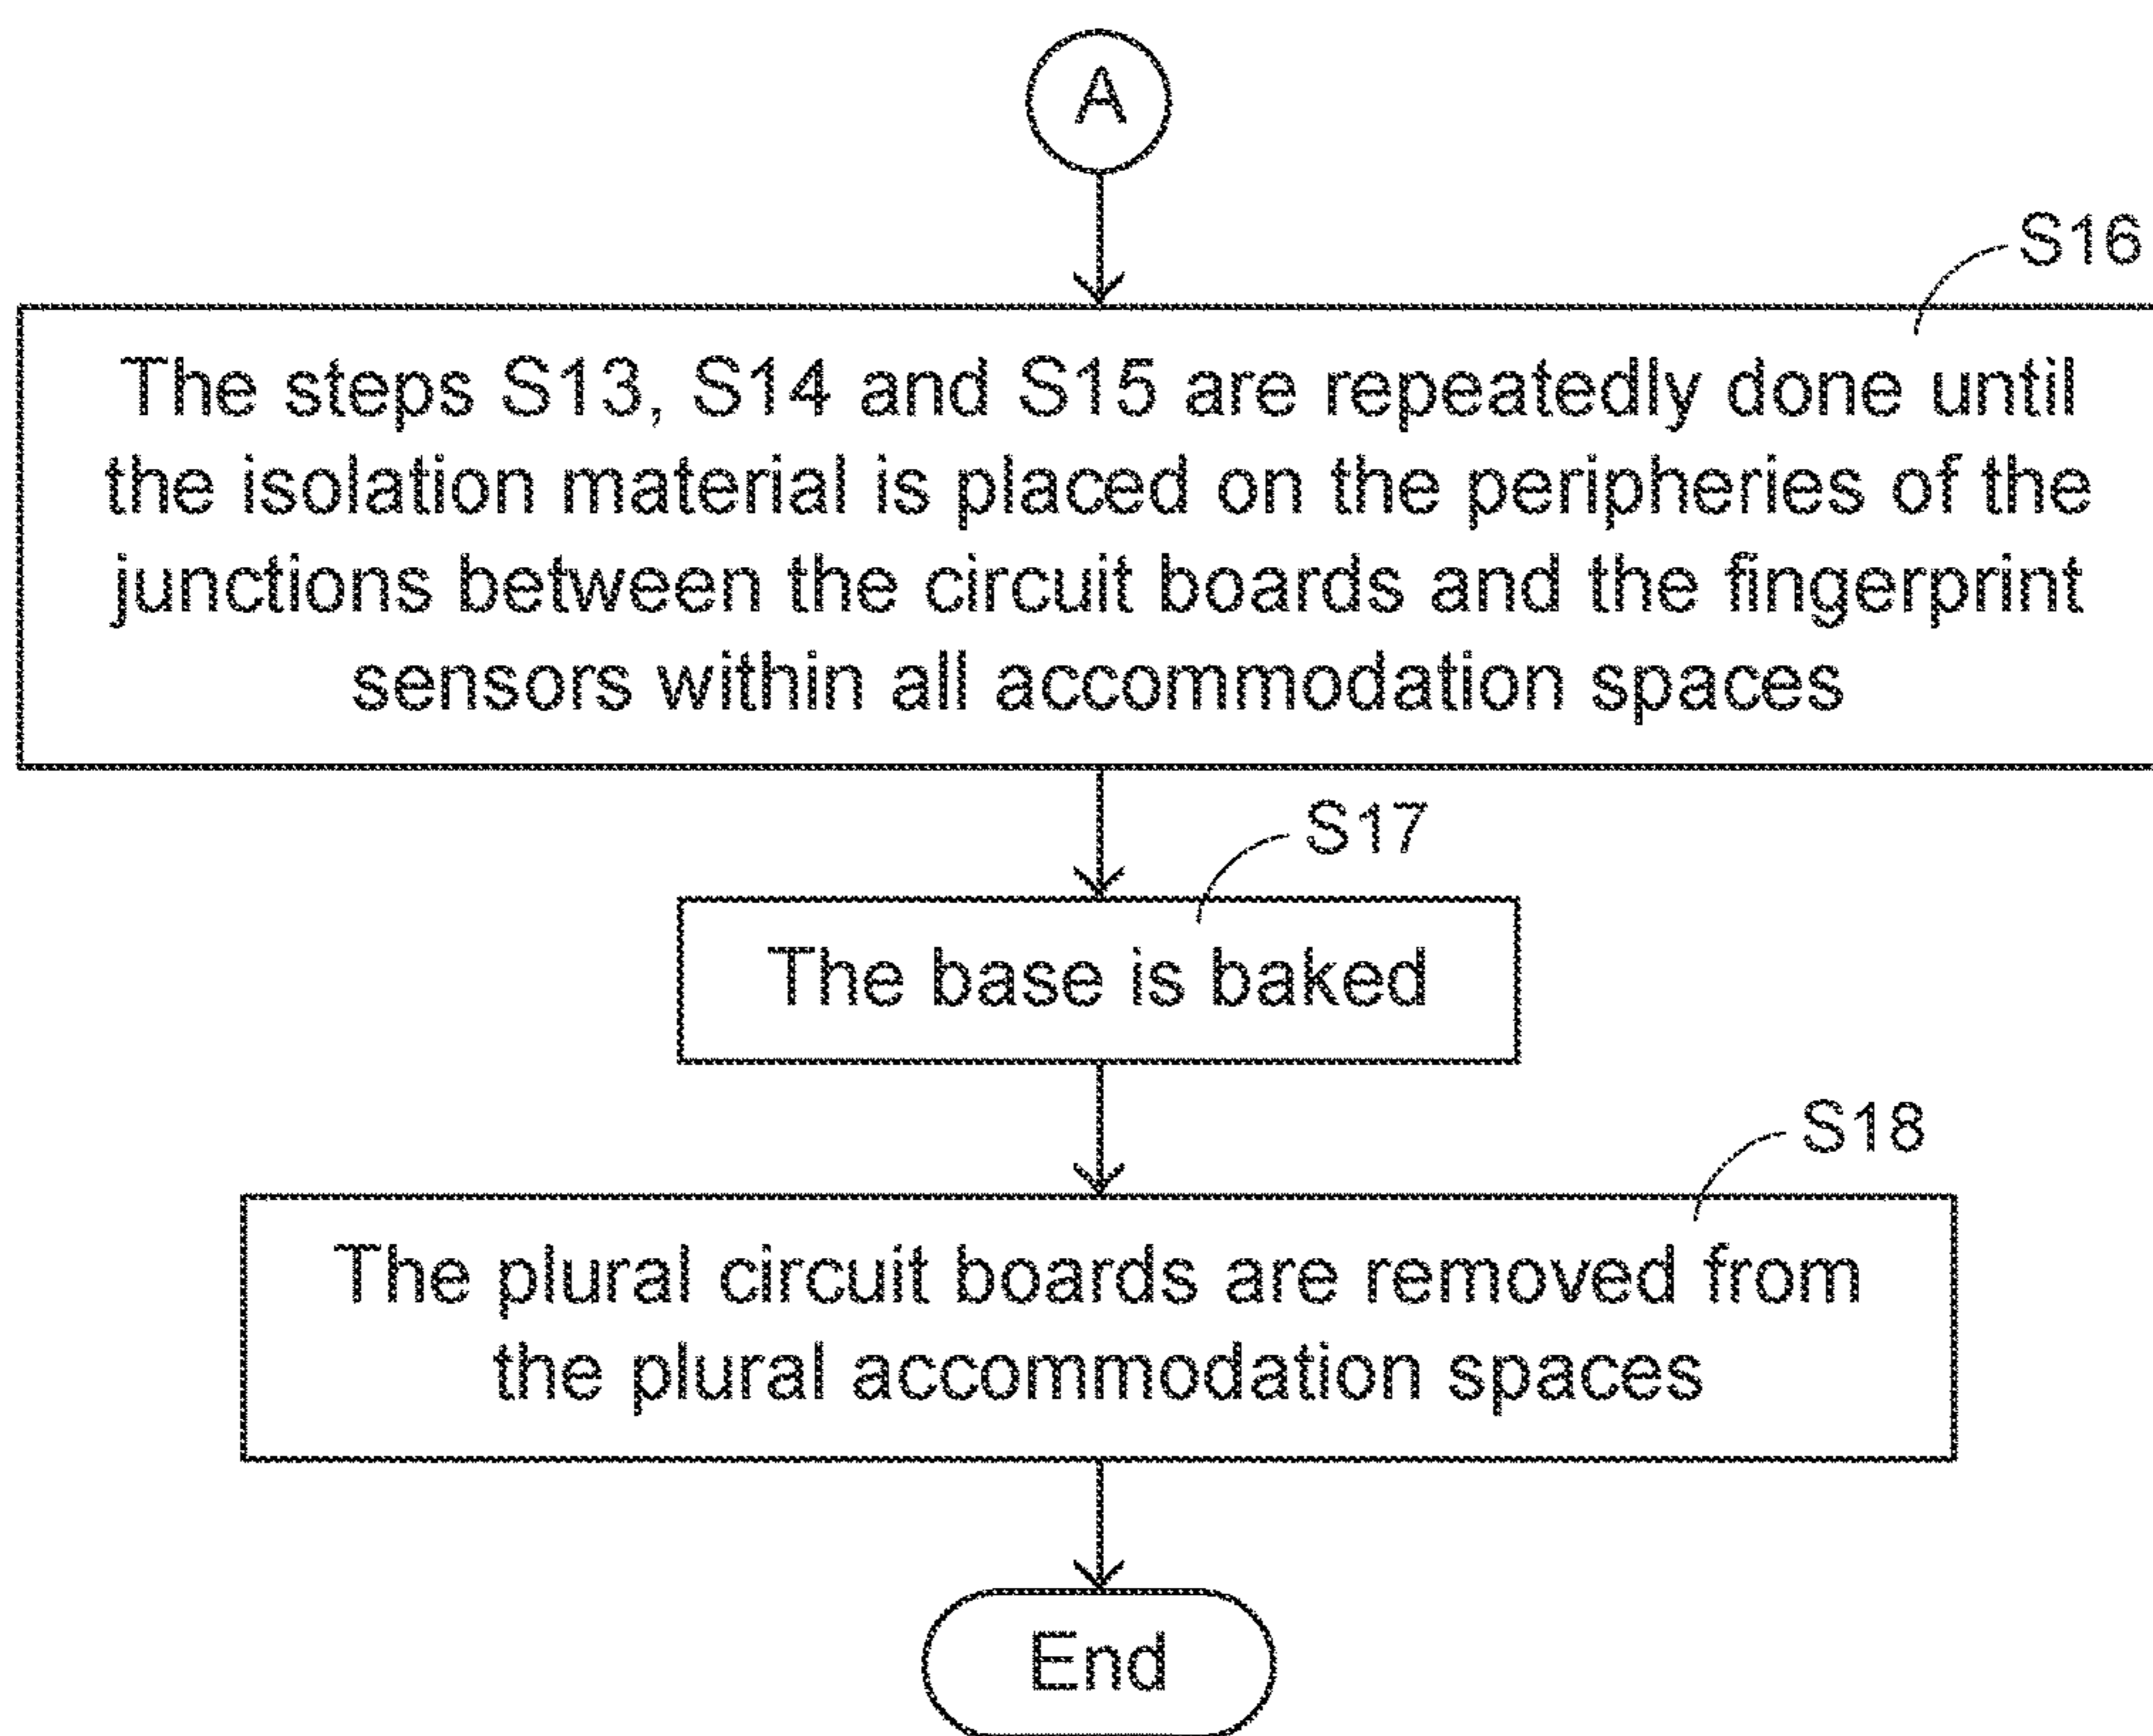 A
S16
The steps S13, S14 and S15 are repeatedly done until
the isolation material is placed on the peripheries of the
junctions between the circuit boards and the fingerprint
sensors within all accommodation spaces
S17
The base is baked
S18
The plural circuit boards are removed from
the plural accommodation spaces
End